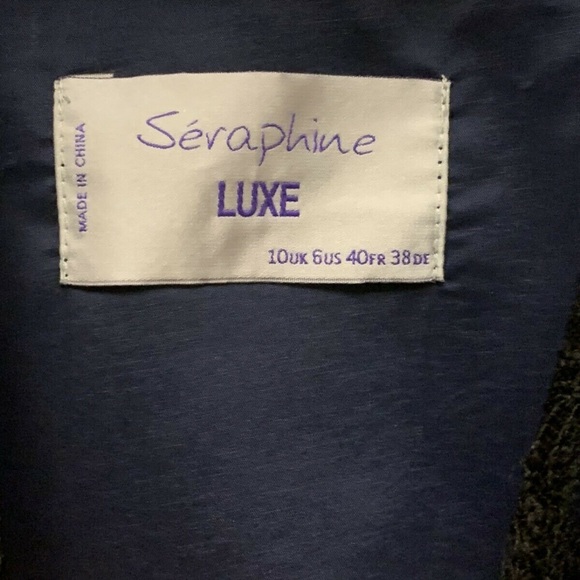 Séraphine
LUXE
10UK 6US 40FR 38DE
MADE IN CHINA